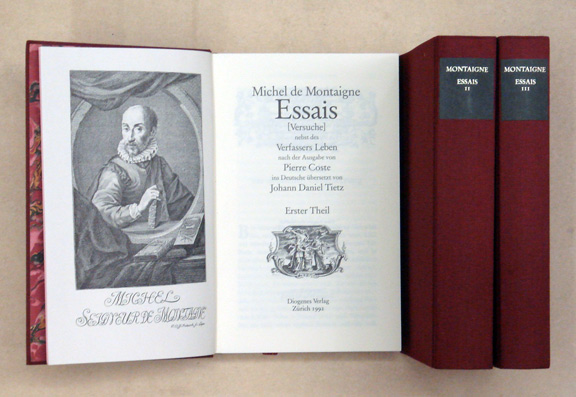 MICHEL
SEIGNEUR DE MONTANE
Michel de Montaigne
Essais
[Versuche]
nebst des
Verfassers Leben
nach der Ausgabe von
Pierre Coste
ins Deutsche übersetzt von
Johann Daniel Tietz
Erster Theil
Diogenes Verlag
Zürich 1992
MONTAIGNE
ESSAIS
II
MONTAIGNE
ESSAIS
III